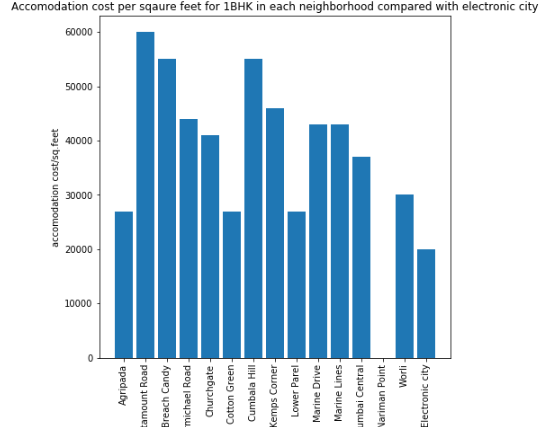 Accomodation cost per sqaure feet for 1BHK in each neighborhood compared with electronic city
60000
50000
40000
30000
20000
10000
0
accomodation cost/sq.feet
Agripada
tamount Road
Breach Candy
rmichael Road
Churchgate
Cotton Green
Cumbala Hill
Kemps Corner
Lower Parel
Marine Drive
Marine Lines
umbai Central
Nariman Point
Worli
Electronic city